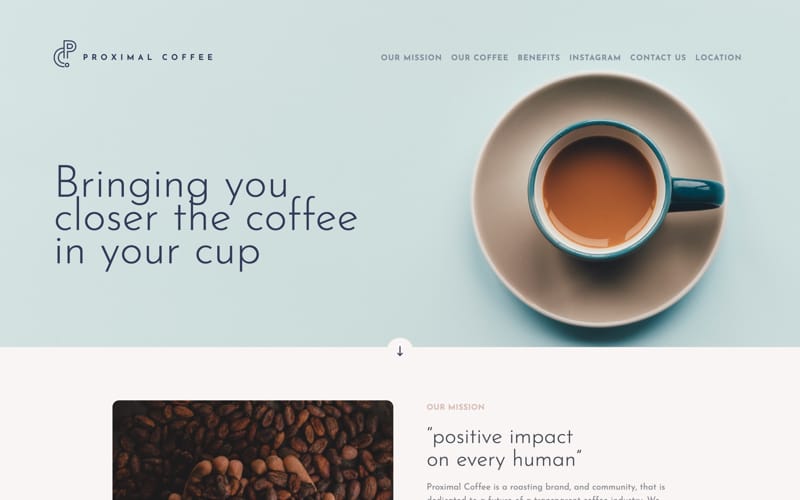 PROXIMAL COFFEE
OUR MISSION OUR COFFEE BENEFITS INSTAGRAM CONTACT US LOCATION
Bringing you
closer the coffee
in your cup
OUR MISSION
“positive impact
on every human”
Proximal Coffee is a roasting brand, and community, that is
dedicated to a future of a transparent coffee industry. We